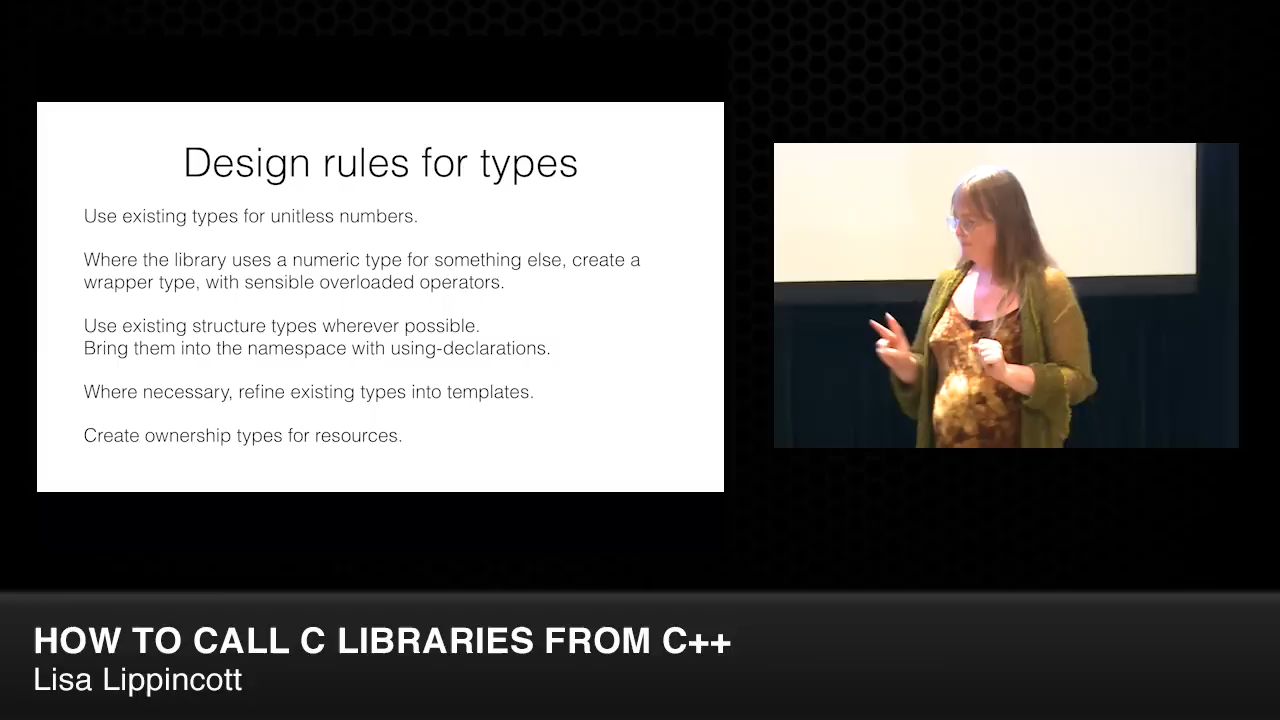 Design rules for types
Use existing types for unitless numbers.
Where the library uses a numeric type for something else, create a
wrapper type, with sensible overloaded operators.
Use existing structure types wherever possible.
Bring them into the namespace with using-declarations.
Where necessary, refine existing types into templates.
Create ownership types for resources.
HOW TO CALL C LIBRARIES FROM C++
Lisa Lippincott